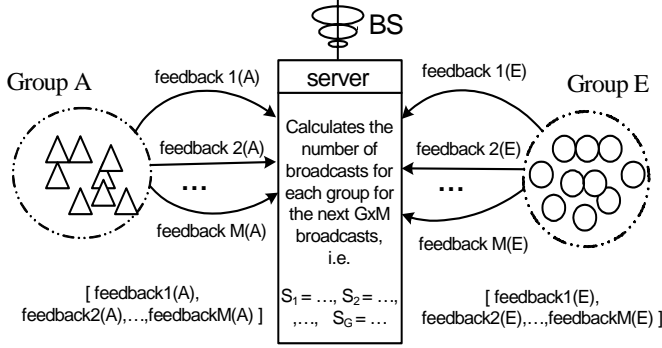 BS
Group A
feedback 1(A)
feedback 2(A)
...
feedback M(A)
[ feedback1(A),
feedback2(A),...,feedbackM(A) ]
server
Calculates the
number of
broadcasts for
each group for
the next GxM
broadcasts,
i.e.
S1 = ..., S2 = ...,
,..., SG = ...
Group E
feedback 1(E)
feedback 2(E)
...
feedback M(E)
[ feedback1(E),
feedback2(E),...,feedbackM(E) ]